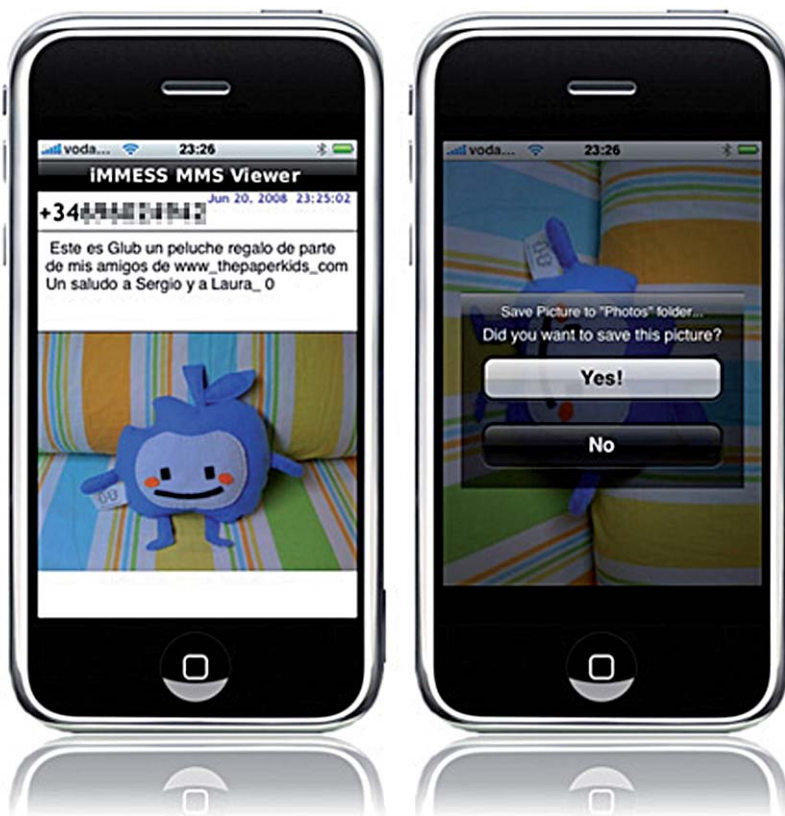 voda... 23:26
iMMESS MMS Viewer
Jun 20, 2008 23:25:02
+34
Este es Glub un peluche regalo de parte
de mis amigos de www_thepaperkids_com
Un saludo a Sergio y a Laura_ 0
voda... 23:26
Save Picture to "Photos" folder...
Did you want to save this picture?
Yes!
No